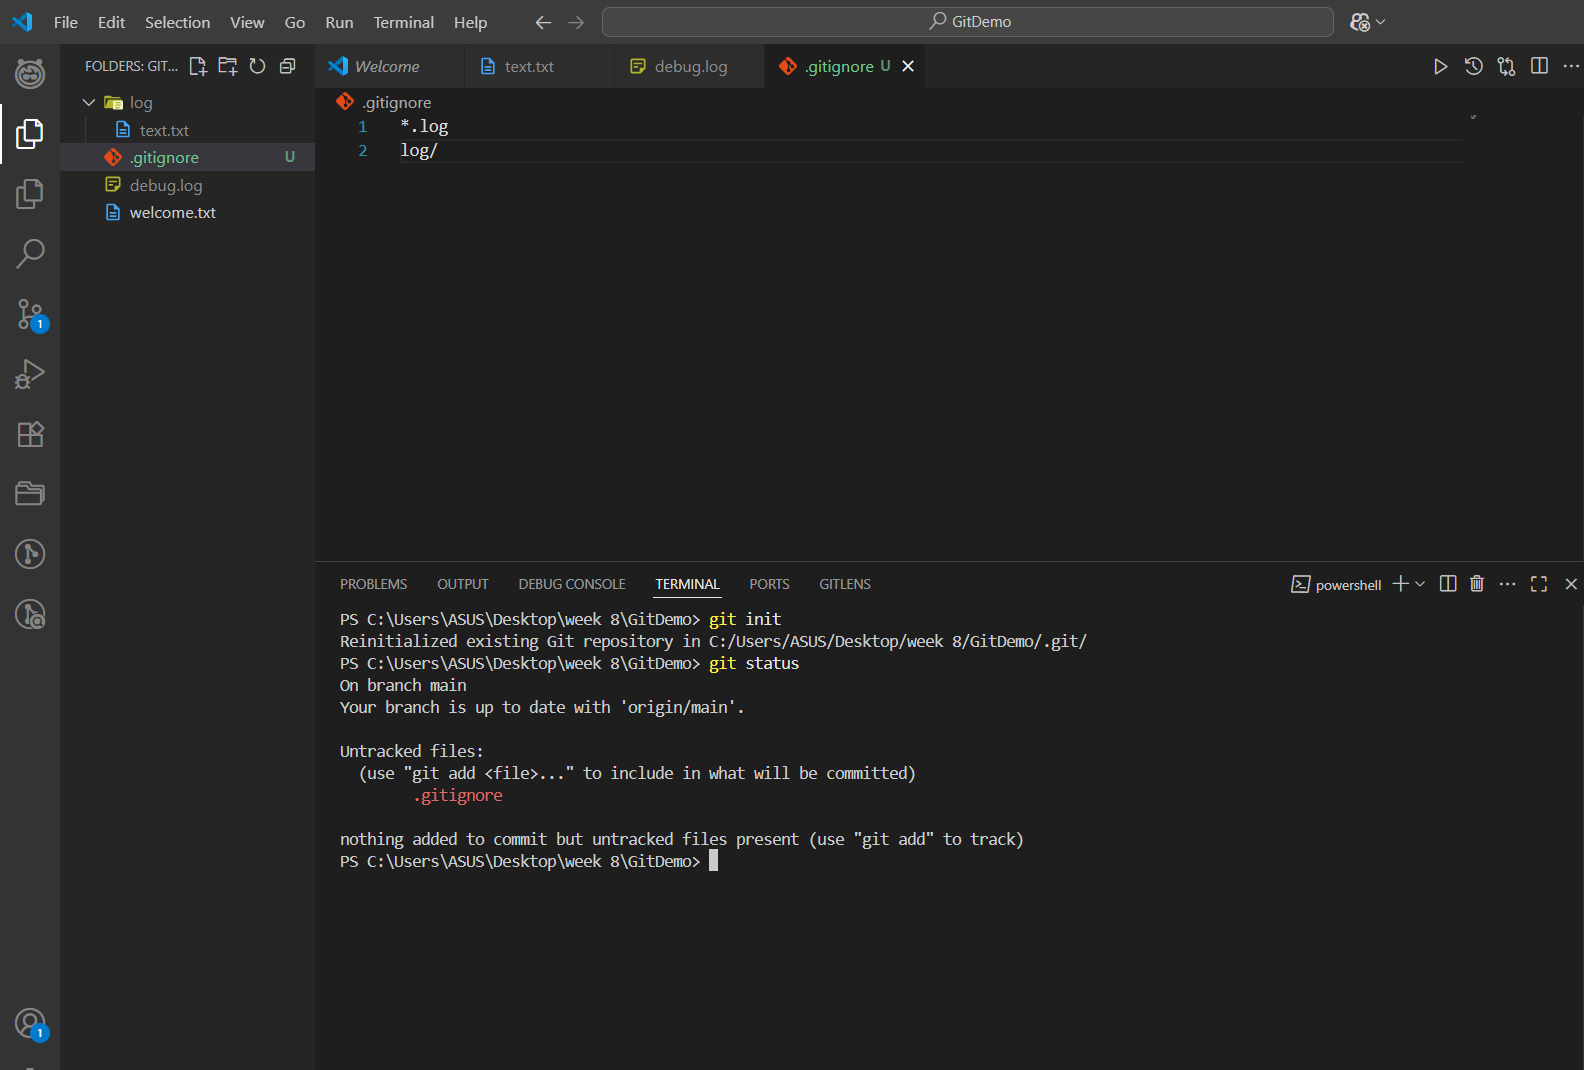 File Edit Selection View Go Run Terminal Help
GitDemo
FOLDERS: GIT...
log
text.txt
.gitignore U
debug.log
welcome.txt
1
1
Welcome
text.txt
debug.log
.gitignore U
.gitignore
1 *.log
2 log/
PROBLEMS OUTPUT DEBUG CONSOLE TERMINAL PORTS GITLENS
powershell
PS C:\Users\ASUS\Desktop\week 8\GitDemo> git init
Reinitialized existing Git repository in C:/Users/ASUS/Desktop/week 8/GitDemo/.git/
PS C:\Users\ASUS\Desktop\week 8\GitDemo> git status
On branch main
Your branch is up to date with 'origin/main'.
Untracked files:
(use "git add <file>..." to include in what will be committed)
.gitignore
nothing added to commit but untracked files present (use "git add" to track)
PS C:\Users\ASUS\Desktop\week 8\GitDemo>